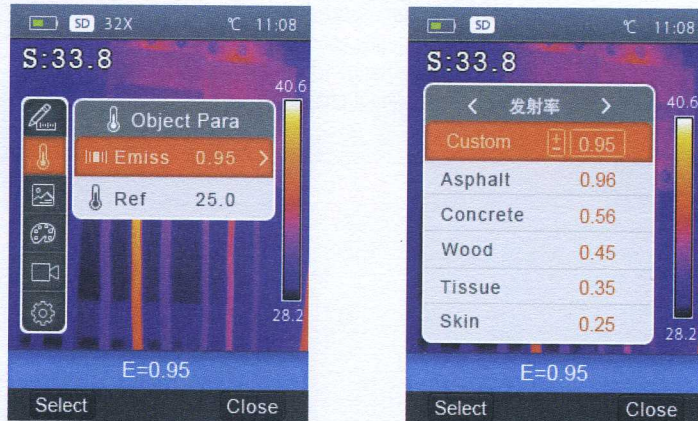 SD 32X ℃ 11:08
S:33.8
40.6
Object Para
Emiss 0.95 >
Ref 25.0
28.2
E=0.95
Select Close
SD ℃ 11:08
S:33.8
40.6
< 发射率 >
Custom ± 0.95
Asphalt 0.96
Concrete 0.56
Wood 0.45
Tissue 0.35
Skin 0.25
28.2
E=0.95
Select Close